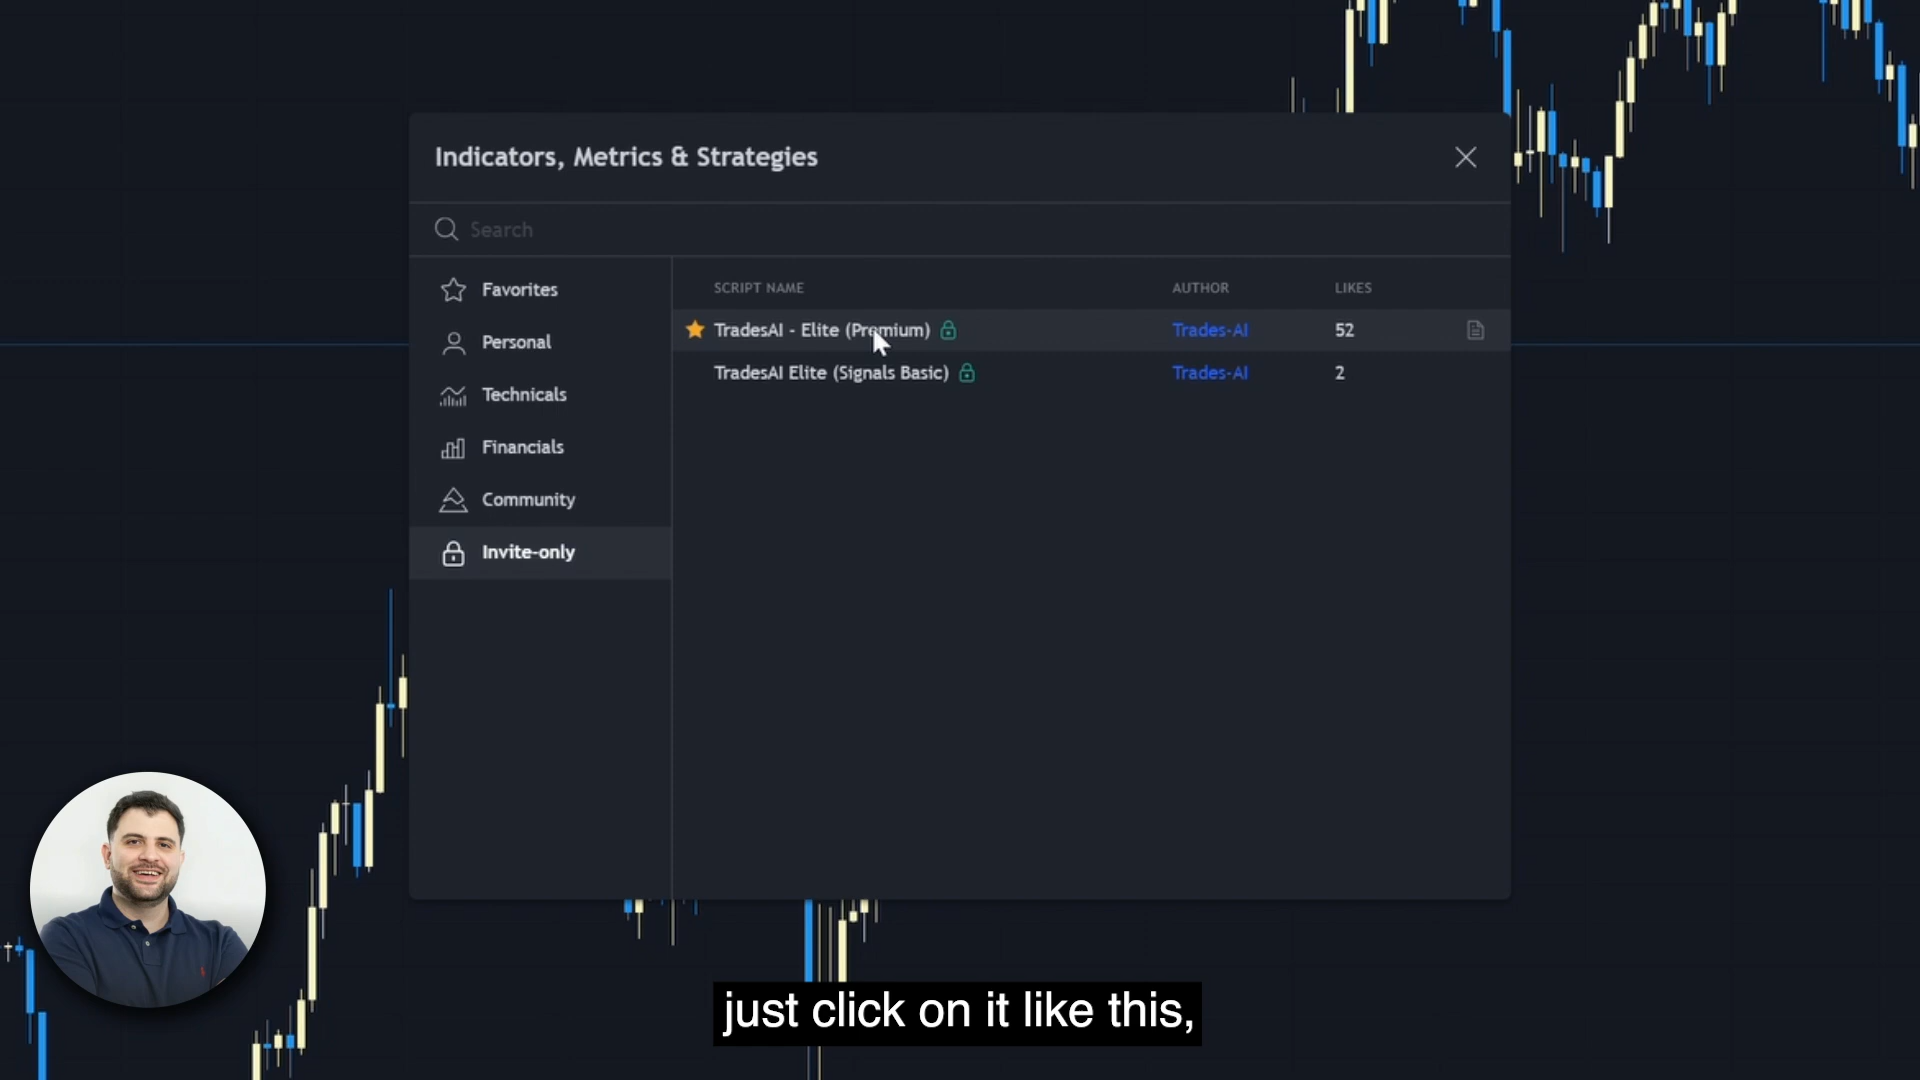 Indicators, Metrics & Strategies
Search
Favorites
Personal
Technicals
Financials
Community
Invite-only
SCRIPT NAME AUTHOR LIKES
TradesAI - Elite (Premium) Trades-AI 52
TradesAI Elite (Signals Basic) Trades-AI 2
just click on it like this,